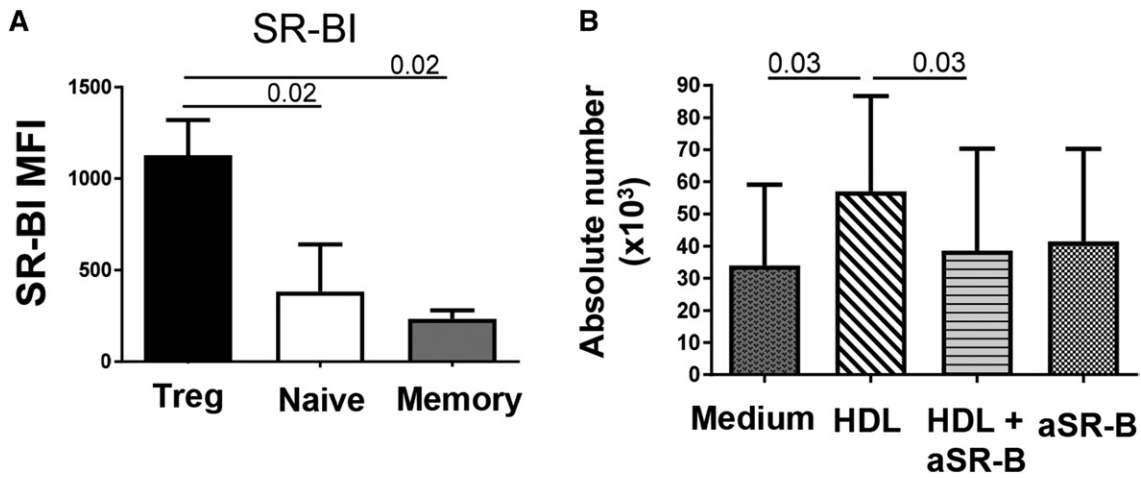 A
SR-BI
0.02
0.02
SR-BI MFI
1500
1000
500
0
Treg
Naive
Memory
B
0.03
0.03
Absolute number
(x10³)
90
80
70
60
50
40
30
20
10
0
Medium
HDL
HDL +
aSR-B
aSR-B